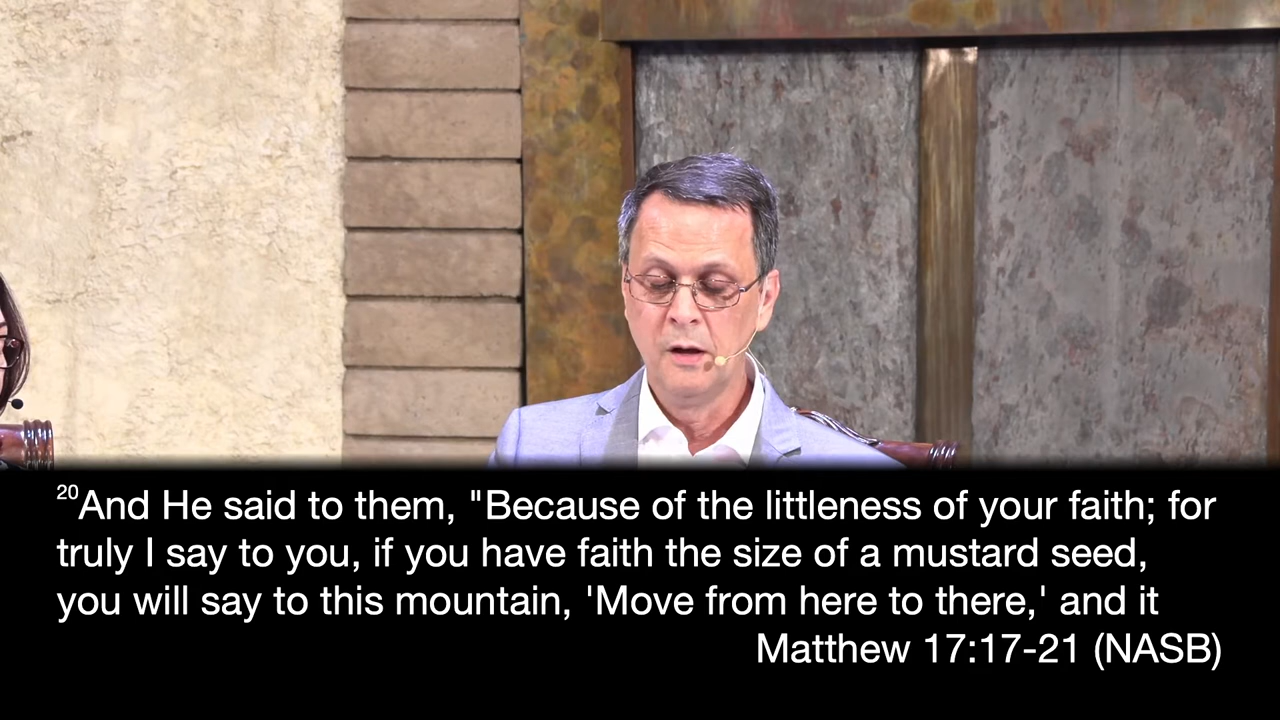 20And He said to them, "Because of the littleness of your faith; for
truly I say to you, if you have faith the size of a mustard seed,
you will say to this mountain, 'Move from here to there,' and it
Matthew 17:17-21 (NASB)